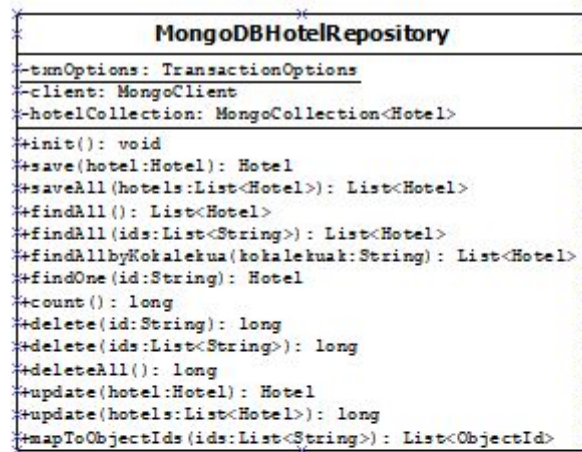 MongoDBHotelRepository
-txnOptions: TransactionOptions
-client: MongoClient
-hotelCollection: MongoCollection<Hotel>
+init(): void
+save(hotel:Hotel): Hotel
+saveAll(hotels:List<Hotel>): List<Hotel>
+findAll(): List<Hotel>
+findAll(ids:List<String>): List<Hotel>
+findAllbyKokalekua(kokalekuak:String): List<Hotel>
+findOne(id:String): Hotel
+count(): long
+delete(id:String): long
+delete(ids:List<String>): long
+deleteAll(): long
+update(hotel:Hotel): Hotel
+update(hotels:List<Hotel>): long
+mapToObjectIds(ids:List<String>): List<ObjectId>